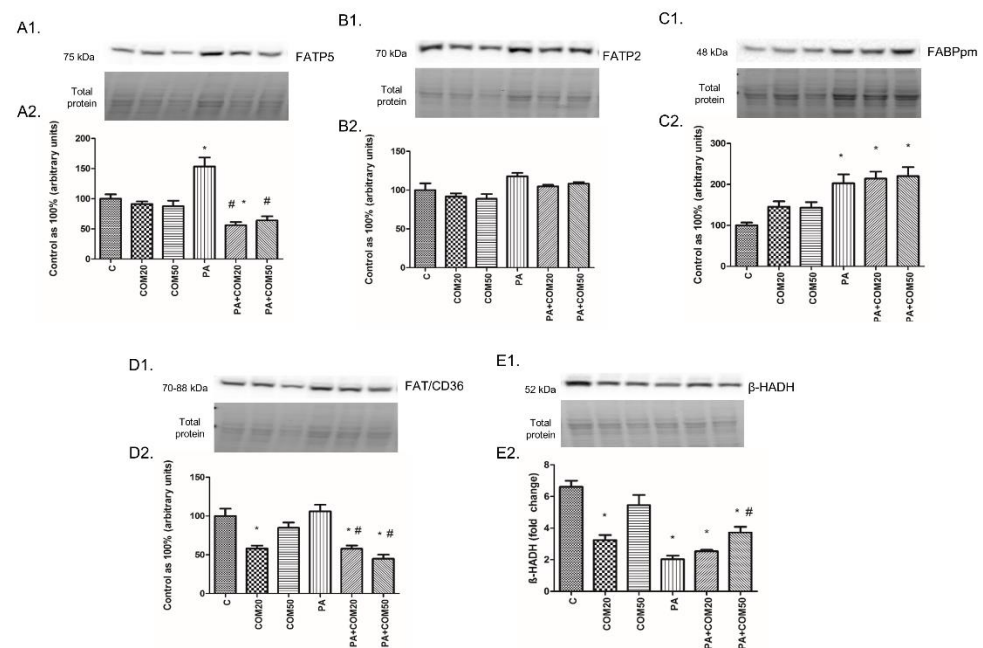 A1.
75 kDa
FATP5
Total
protein
A2.
Control as 100% (arbitrary units)
200
150
100
50
0
*
# *
#
C
COM20
COM50
PA
PA+COM20
PA+COM50
B1.
70 kDa
FATP2
Total
protein
B2.
Control as 100% (arbitrary units)
150
100
50
0
C
COM20
COM50
PA
PA+COM20
PA+COM50
C1.
48 kDa
FABPpm
Total
protein
C2.
Control as 100% (arbitrary units)
300
200
100
0
*
*
*
C
COM20
COM50
PA
PA+COM20
PA+COM50
D1.
70-88 kDa
FAT/CD36
Total
protein
D2.
Control as 100% (arbitrary units)
150
100
50
0
*
* #
* #
C
COM20
COM50
PA
PA+COM20
PA+COM50
E1.
52 kDa
β-HADH
Total
protein
E2.
ß-HADH (fold change)
8
6
4
2
0
*
*
*
* #
C
COM20
COM50
PA
PA+COM20
PA+COM50